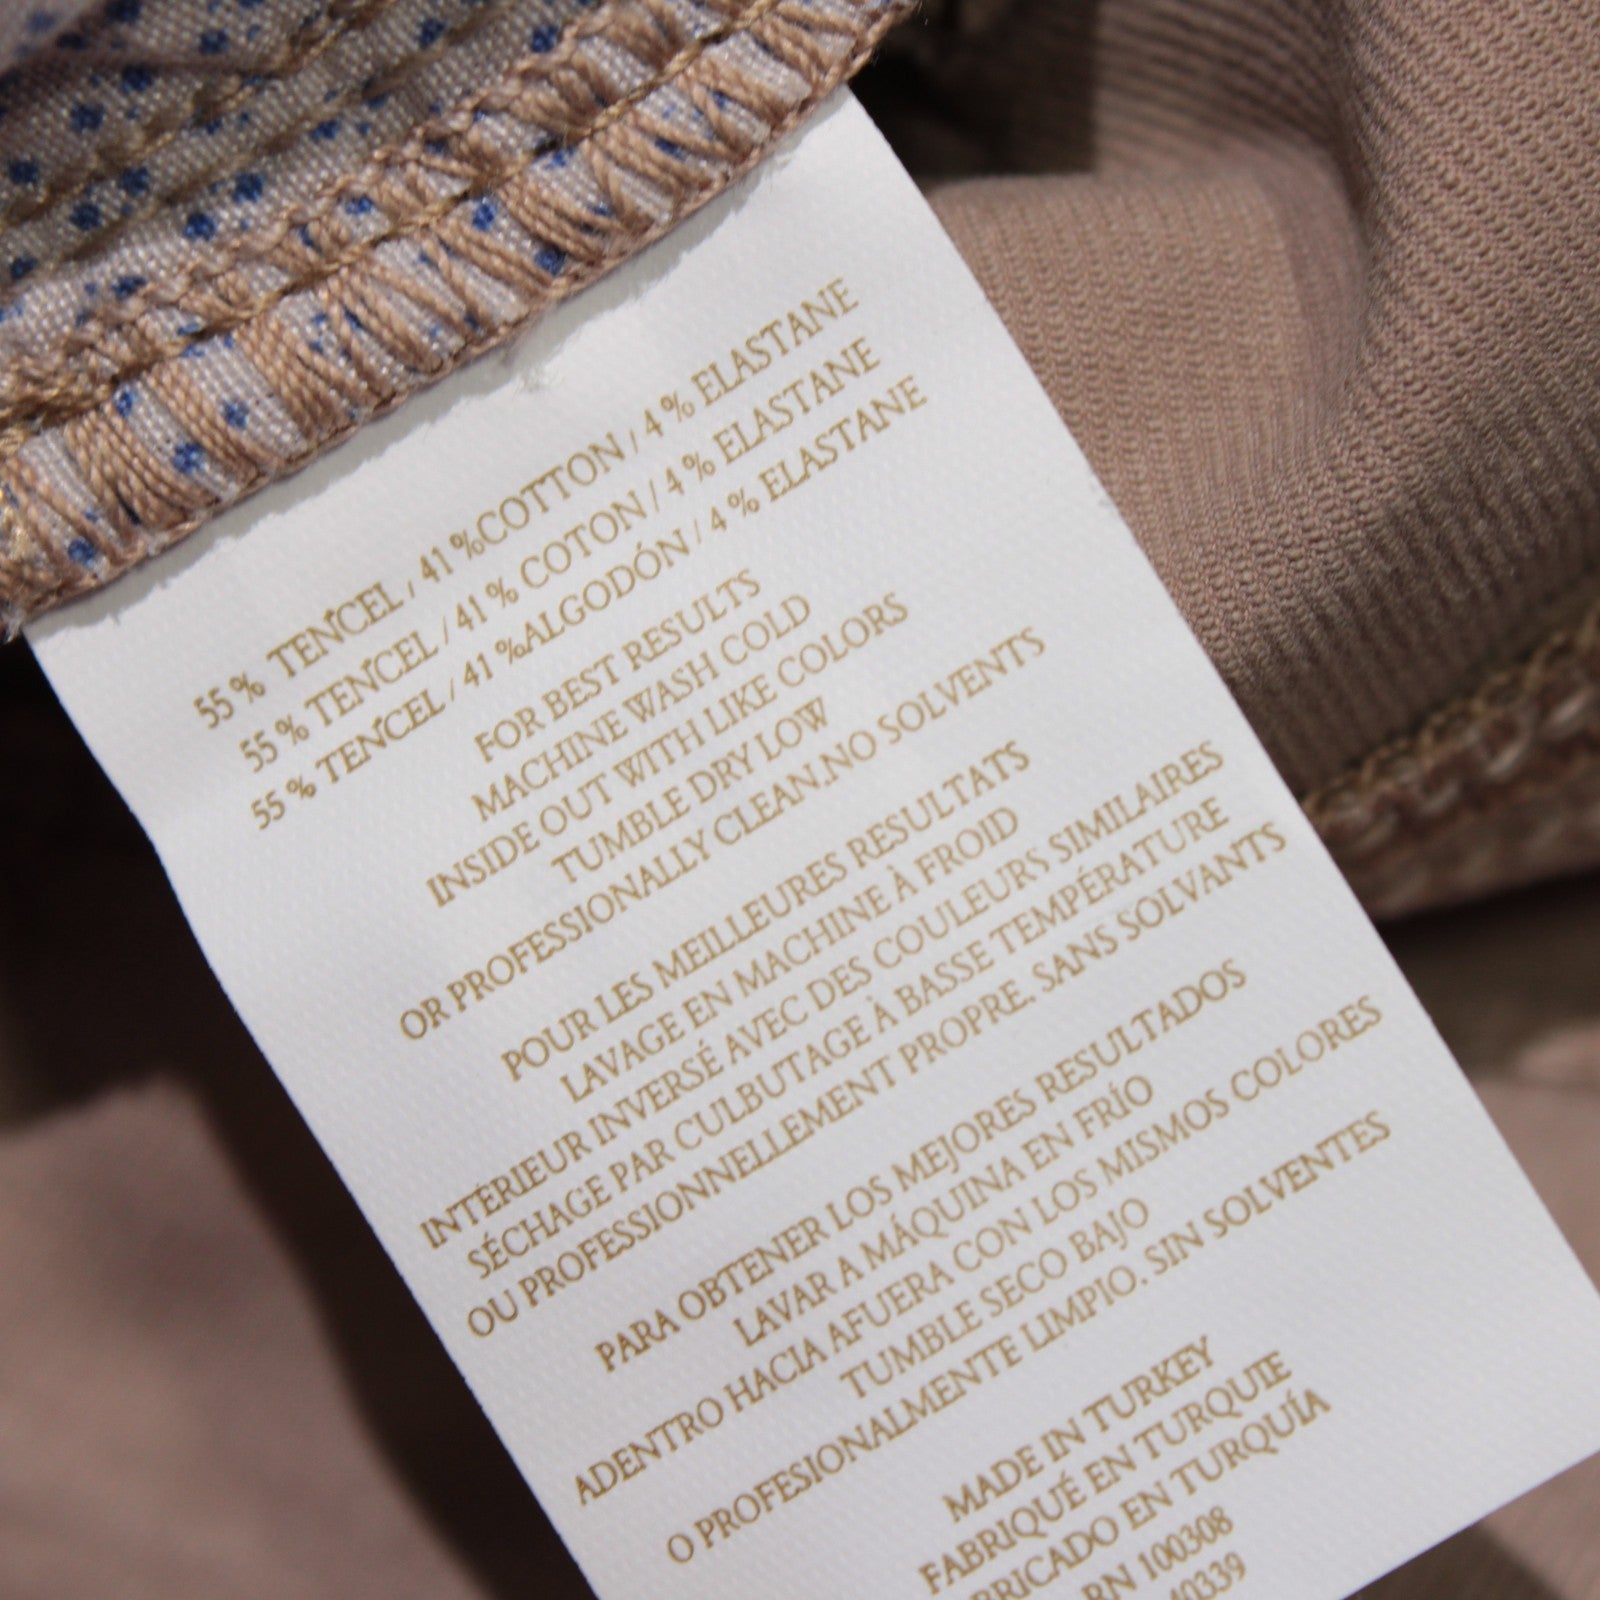 55 % TENCEL / 41 %COTTON / 4 % ELASTANE
55 % TENCEL / 41 % COTON / 4 % ELASTANE
55 % TENCEL / 41 %ALGODÓN / 4 % ELASTANE
FOR BEST RESULTS
MACHINE WASH COLD
INSIDE OUT WITH LIKE COLORS
TUMBLE DRY LOW
OR PROFESSIONALLY CLEAN.NO SOLVENTS
POUR LES MEILLEURES RESULTATS
LAVAGE EN MACHINE À FROID
INTÉRIEUR INVERSÉ AVEC DES COULEURS SIMILAIRES
SÉCHAGE PAR CULBUTAGE À BASSE TEMPÉRATURE
OU PROFESSIONNELLEMENT PROPRE. SANS SOLVANTS
PARA OBTENER LOS MEJORES RESULTADOS
LAVAR A MÁQUINA EN FRÍO
ADENTRO HACIA AFUERA CON LOS MISMOS COLORES
TUMBLE SECO BAJO
O PROFESIONALMENTE LIMPIO. SIN SOLVENTES
MADE IN TURKEY
FABRIQUÉ EN TURQUIE
BRICADO EN TURQUÍA
RN 100308
40339